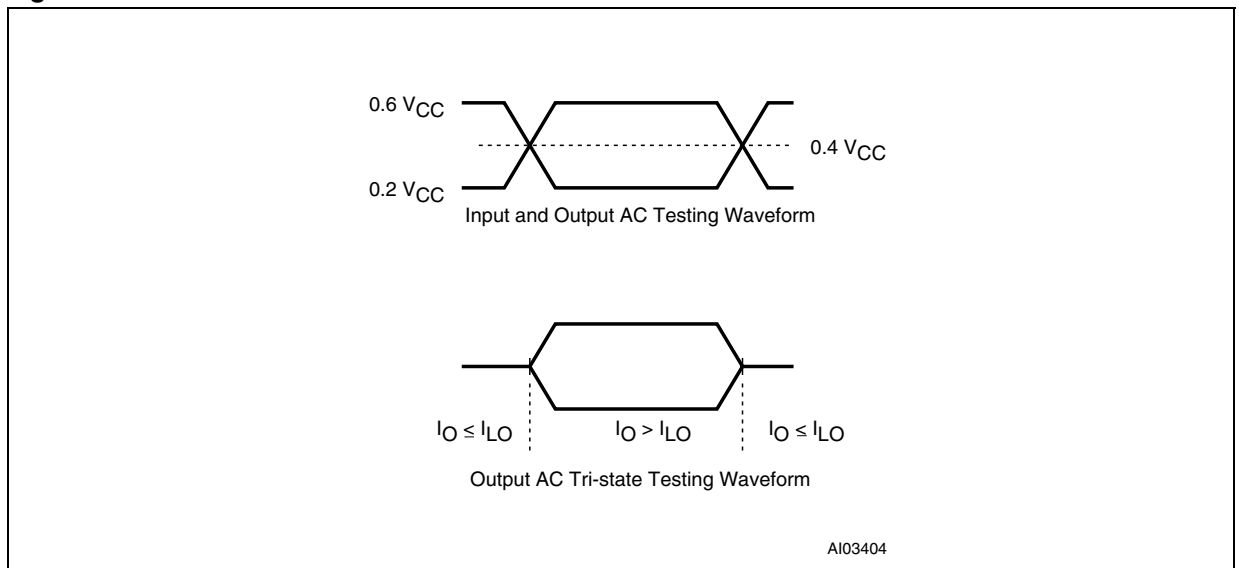 0.6 VCC
0.4 VCC
0.2 VCC
Input and Output AC Testing Waveform
IO ≤ ILO IO > ILO IO ≤ ILO
Output AC Tri-state Testing Waveform
AI03404